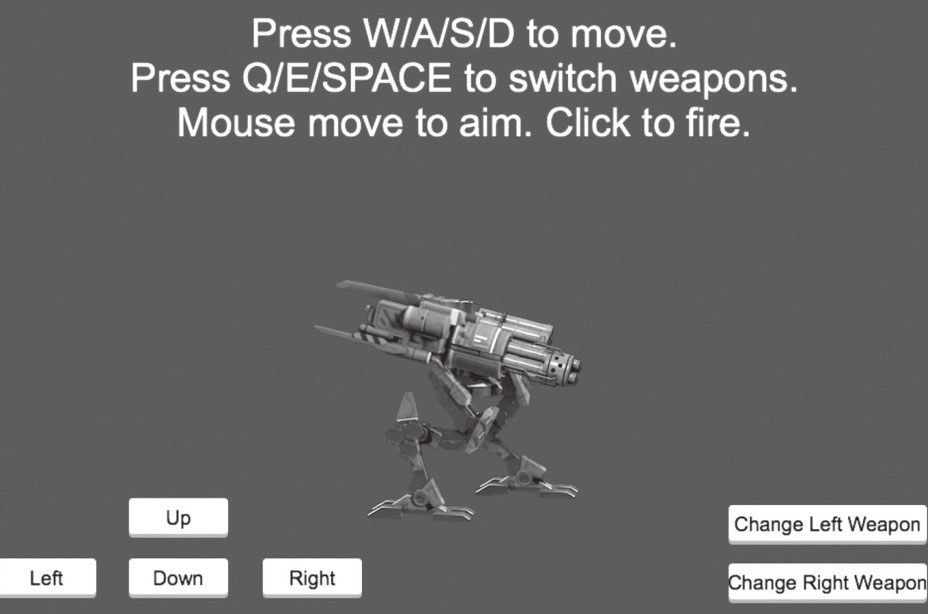 Press W/A/S/D to move.
Press Q/E/SPACE to switch weapons.
Mouse move to aim. Click to fire.
Up
Change Left Weapon
Left
Down
Right
Change Right Weapon